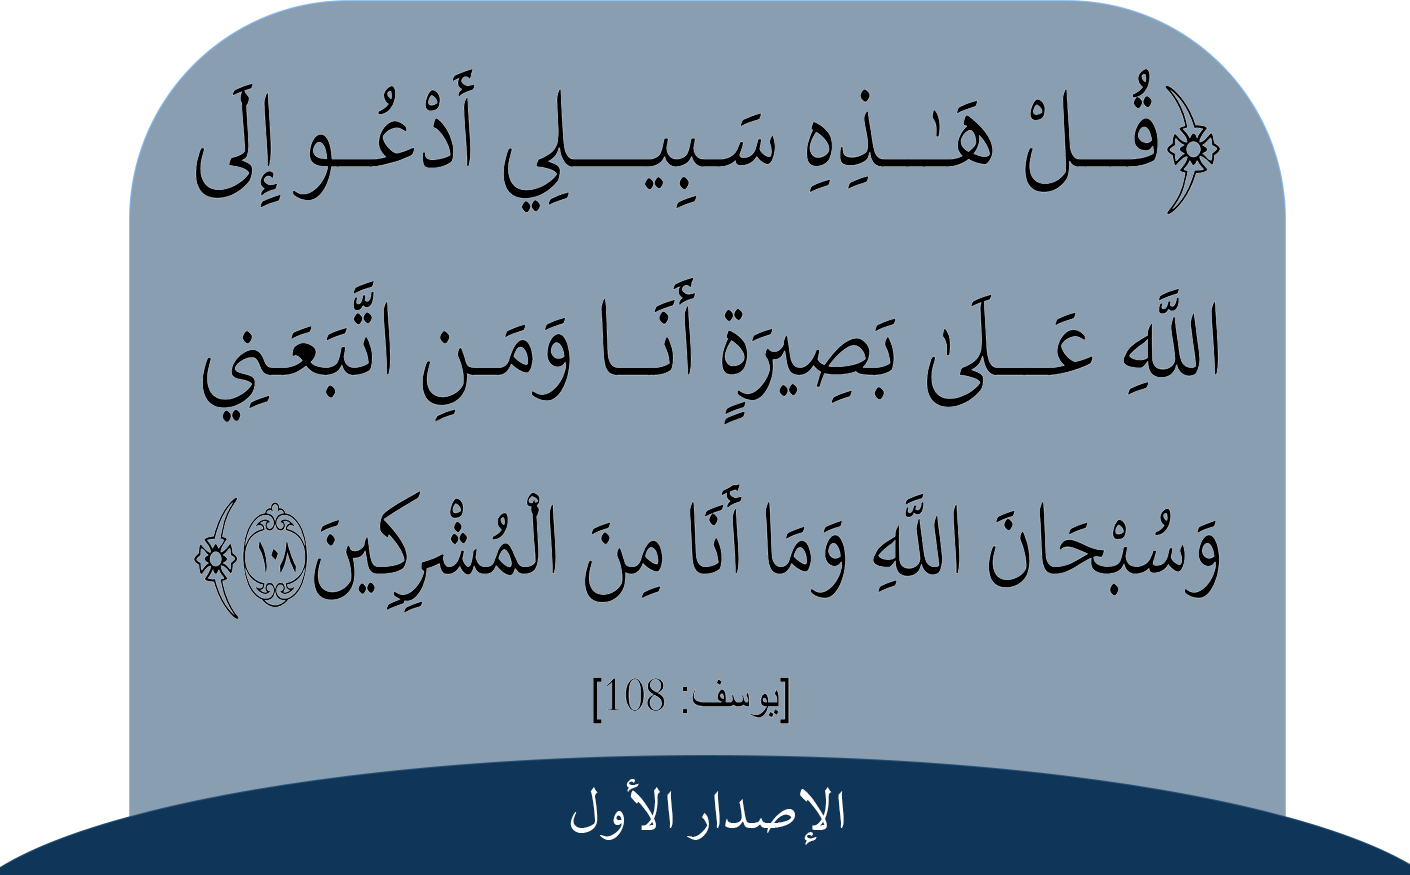 ﴿قُلْ هَٰذِهِ سَبِيلِي أَدْعُو إِلَى
اللَّهِ عَلَىٰ بَصِيرَةٍ أَنَا وَمَنِ اتَّبَعَنِي
وَسُبْحَانَ اللَّهِ وَمَا أَنَا مِنَ الْمُشْرِكِينَ ١٠٨﴾
[يوسف: 108]
الإصدار الأول